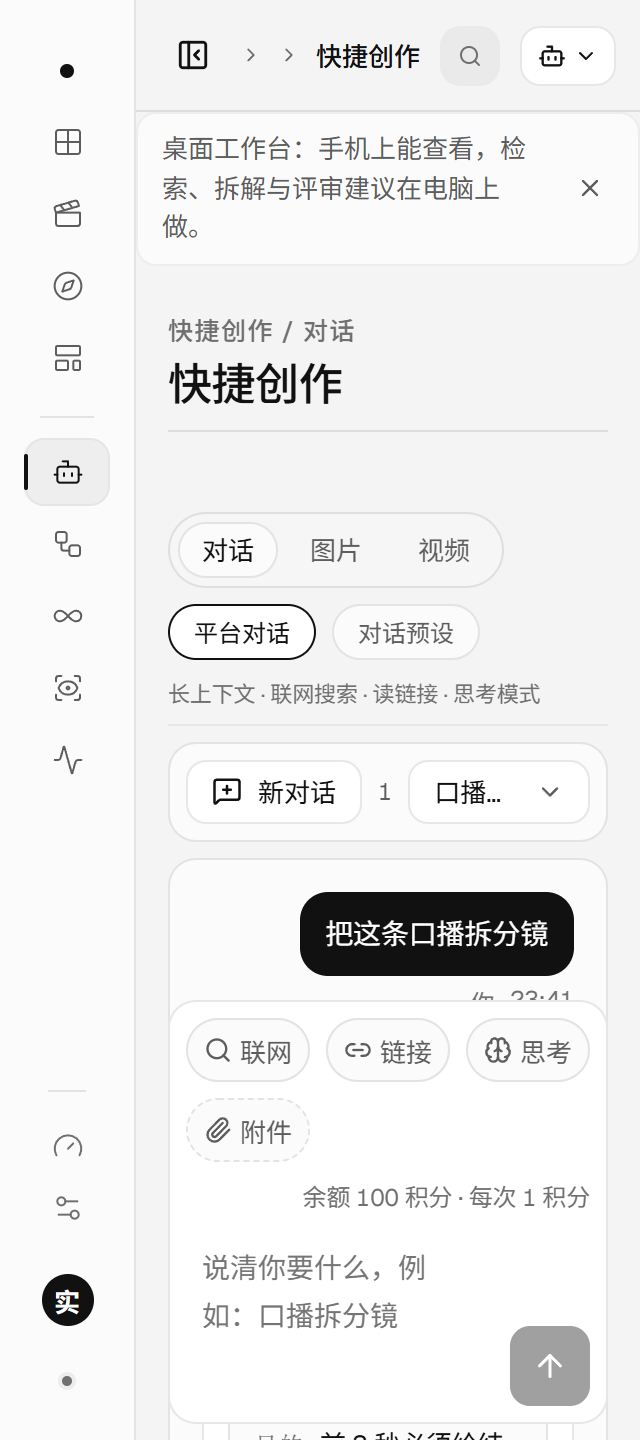 快捷创作
桌面工作台：手机上能查看，检
索、拆解与评审建议在电脑上
做。
快捷创作 / 对话
快捷创作
对话 图片 视频
平台对话 对话预设
长上下文 · 联网搜索 · 读链接 · 思考模式
新对话 1 口播...
把这条口播拆分镜
你 23:41
联网 链接 思考
附件
余额 100 积分 · 每次 1 积分
说清你要什么，例
如：口播拆分镜
实